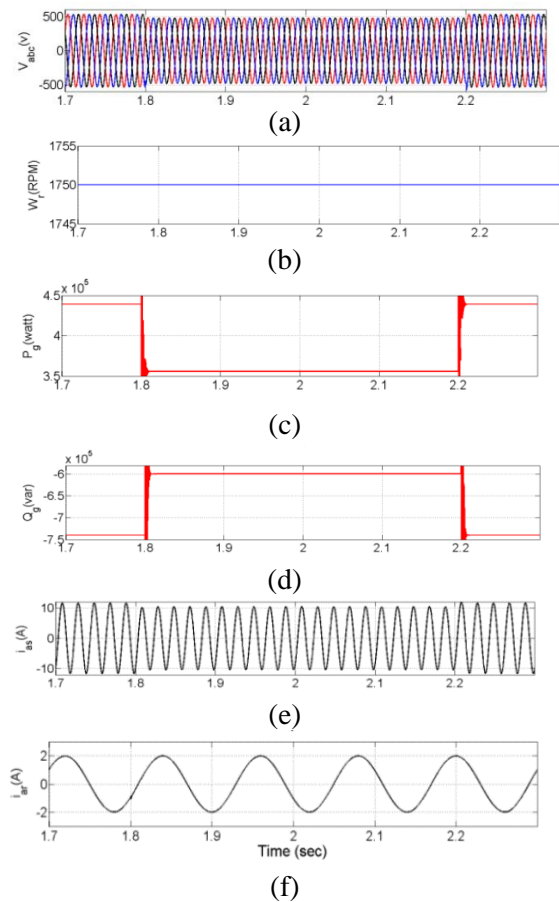 V_abc(v)
500
0
-500
1.7 1.8 1.9 2 2.1 2.2
(a)
W_r(RPM)
1755
1750
1745
1.7 1.8 1.9 2 2.1 2.2
(b)
x 10^5
P_g(watt)
4.5
4
3.5
1.7 1.8 1.9 2 2.1 2.2
(c)
x 10^5
Q_g(var)
-6
-6.5
-7
-7.5
1.7 1.8 1.9 2 2.1 2.2
(d)
i_as(A)
10
0
-10
1.7 1.8 1.9 2 2.1 2.2
(e)
i_ar(A)
2
0
-2
1.7 1.8 1.9 2 2.1 2.2
Time (sec)
(f)